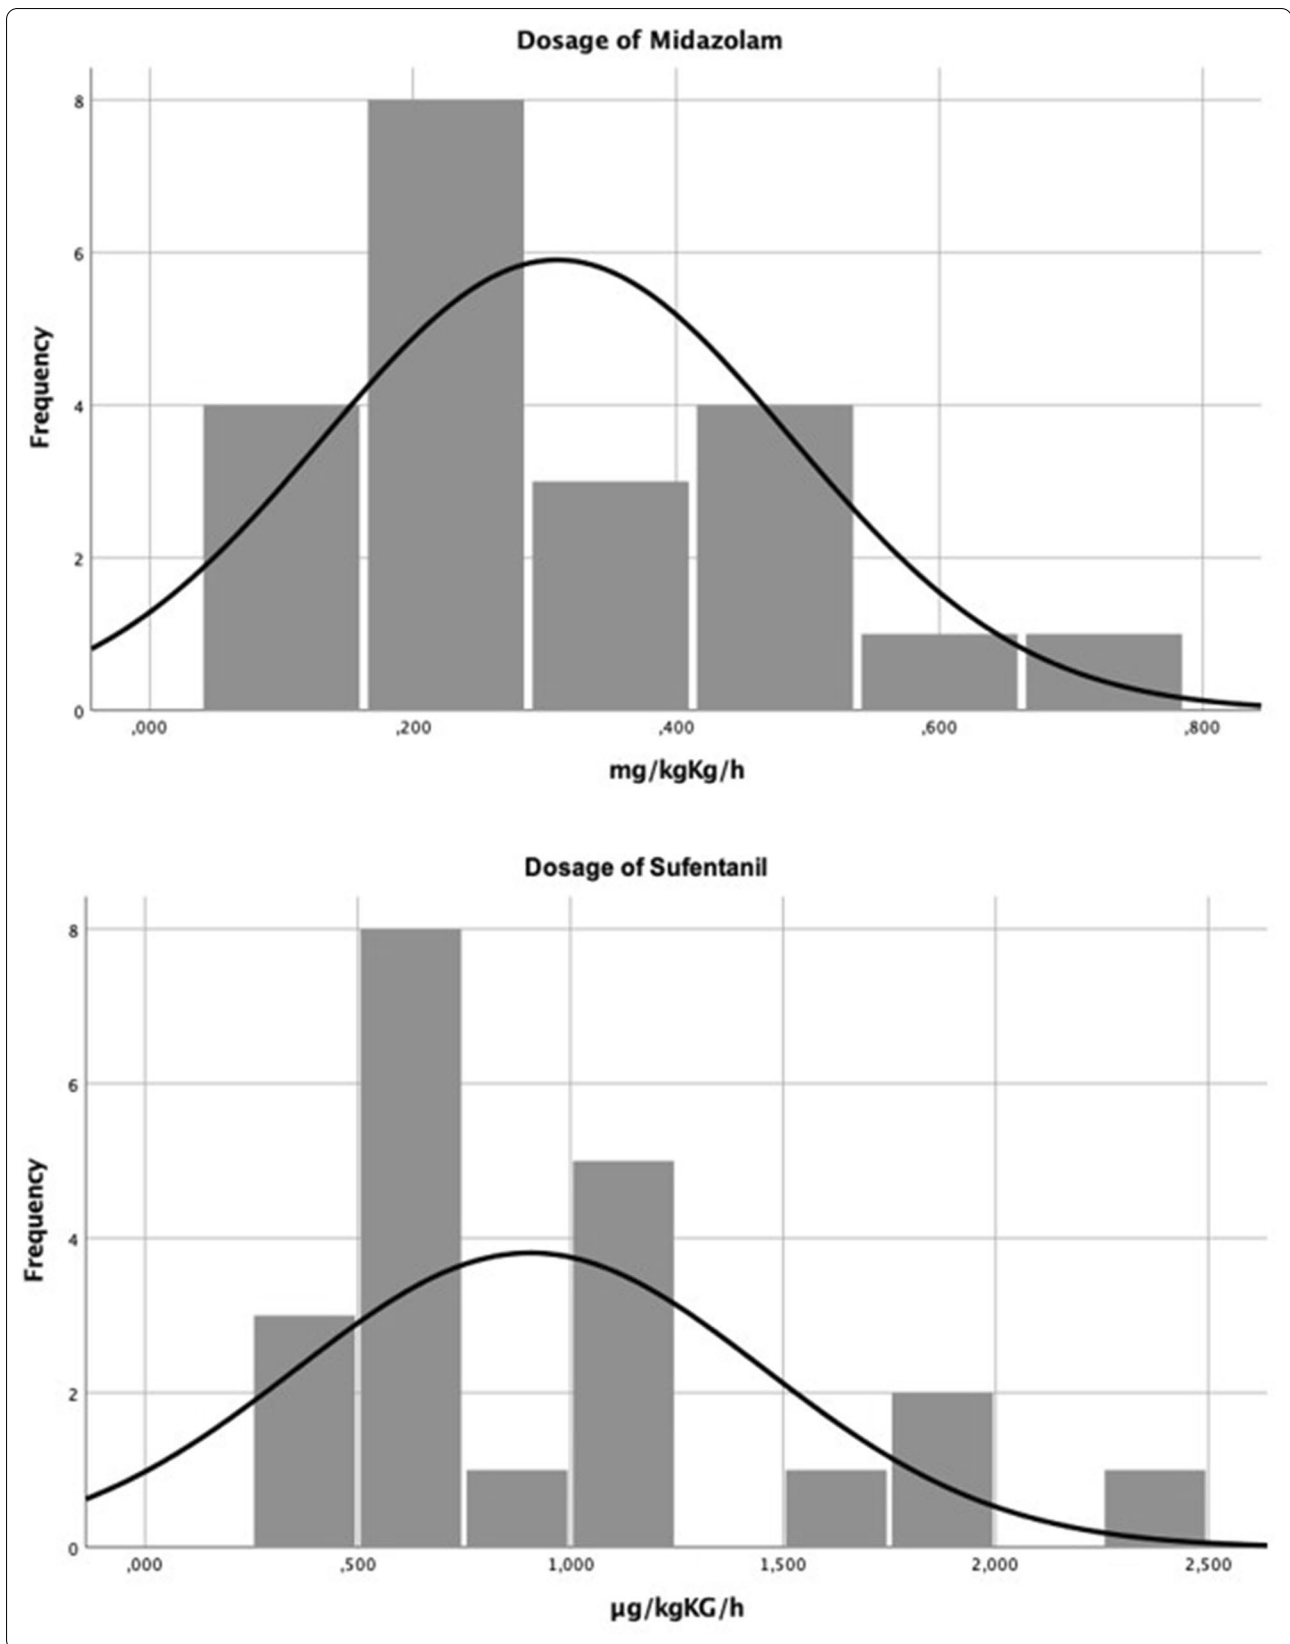 Dosage of Midazolam
8
6
4
2
0
Frequency
,000 ,200 ,400 ,600 ,800
mg/kgKg/h
Dosage of Sufentanil
8
6
4
2
0
Frequency
,000 ,500 1,000 1,500 2,000 2,500
µg/kgKG/h